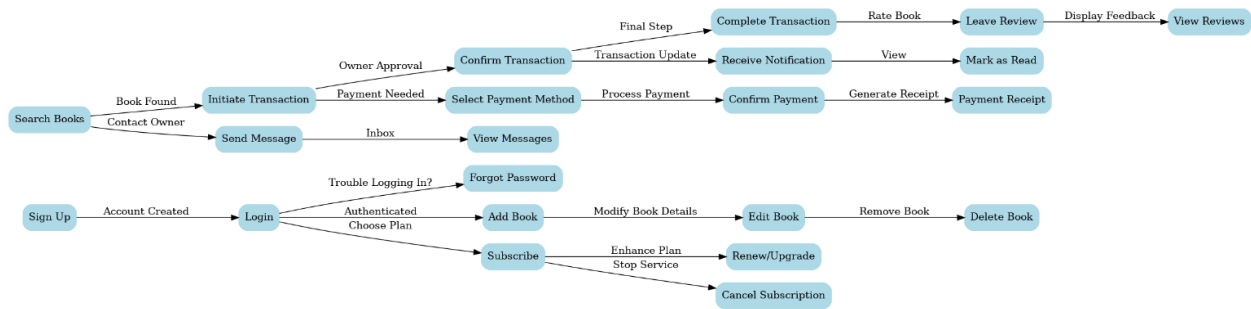 Final Step
Complete Transaction
Rate Book
Leave Review
Display Feedback
View Reviews
Owner Approval
Confirm Transaction
Transaction Update
Receive Notification
View
Mark as Read
Book Found
Initiate Transaction
Payment Needed
Select Payment Method
Process Payment
Confirm Payment
Generate Receipt
Payment Receipt
Search Books
Contact Owner
Send Message
Inbox
View Messages
Trouble Logging In?
Forgot Password
Sign Up
Account Created
Login
Authenticated
Add Book
Modify Book Details
Edit Book
Remove Book
Delete Book
Choose Plan
Subscribe
Enhance Plan
Renew/Upgrade
Stop Service
Cancel Subscription